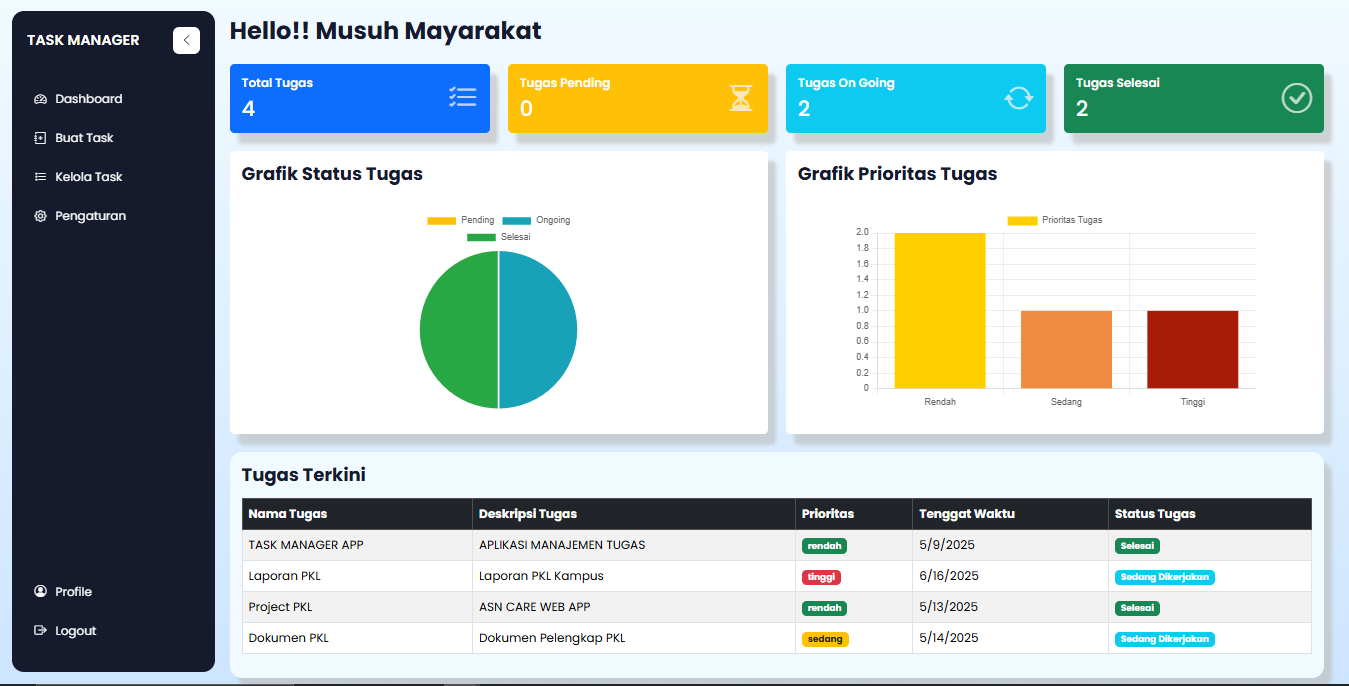 TASK MANAGER
Dashboard
Buat Task
Kelola Task
Pengaturan
Profile
Logout
Hello!! Musuh Mayarakat
Total Tugas
4
Tugas Pending
0
Tugas On Going
2
Tugas Selesai
2
Grafik Status Tugas
Pending Ongoing
Selesai
Grafik Prioritas Tugas
Prioritas Tugas
2.0
1.8
1.6
1.4
1.2
1.0
0.8
0.6
0.4
0.2
0
Rendah Sedang Tinggi
Tugas Terkini
Nama Tugas Deskripsi Tugas Prioritas Tenggat Waktu Status Tugas
TASK MANAGER APP APLIKASI MANAJEMEN TUGAS rendah 5/9/2025 Selesai
Laporan PKL Laporan PKL Kampus tinggi 6/16/2025 Sedang Dikerjakan
Project PKL ASN CARE WEB APP rendah 5/13/2025 Selesai
Dokumen PKL Dokumen Pelengkap PKL sedang 5/14/2025 Sedang Dikerjakan